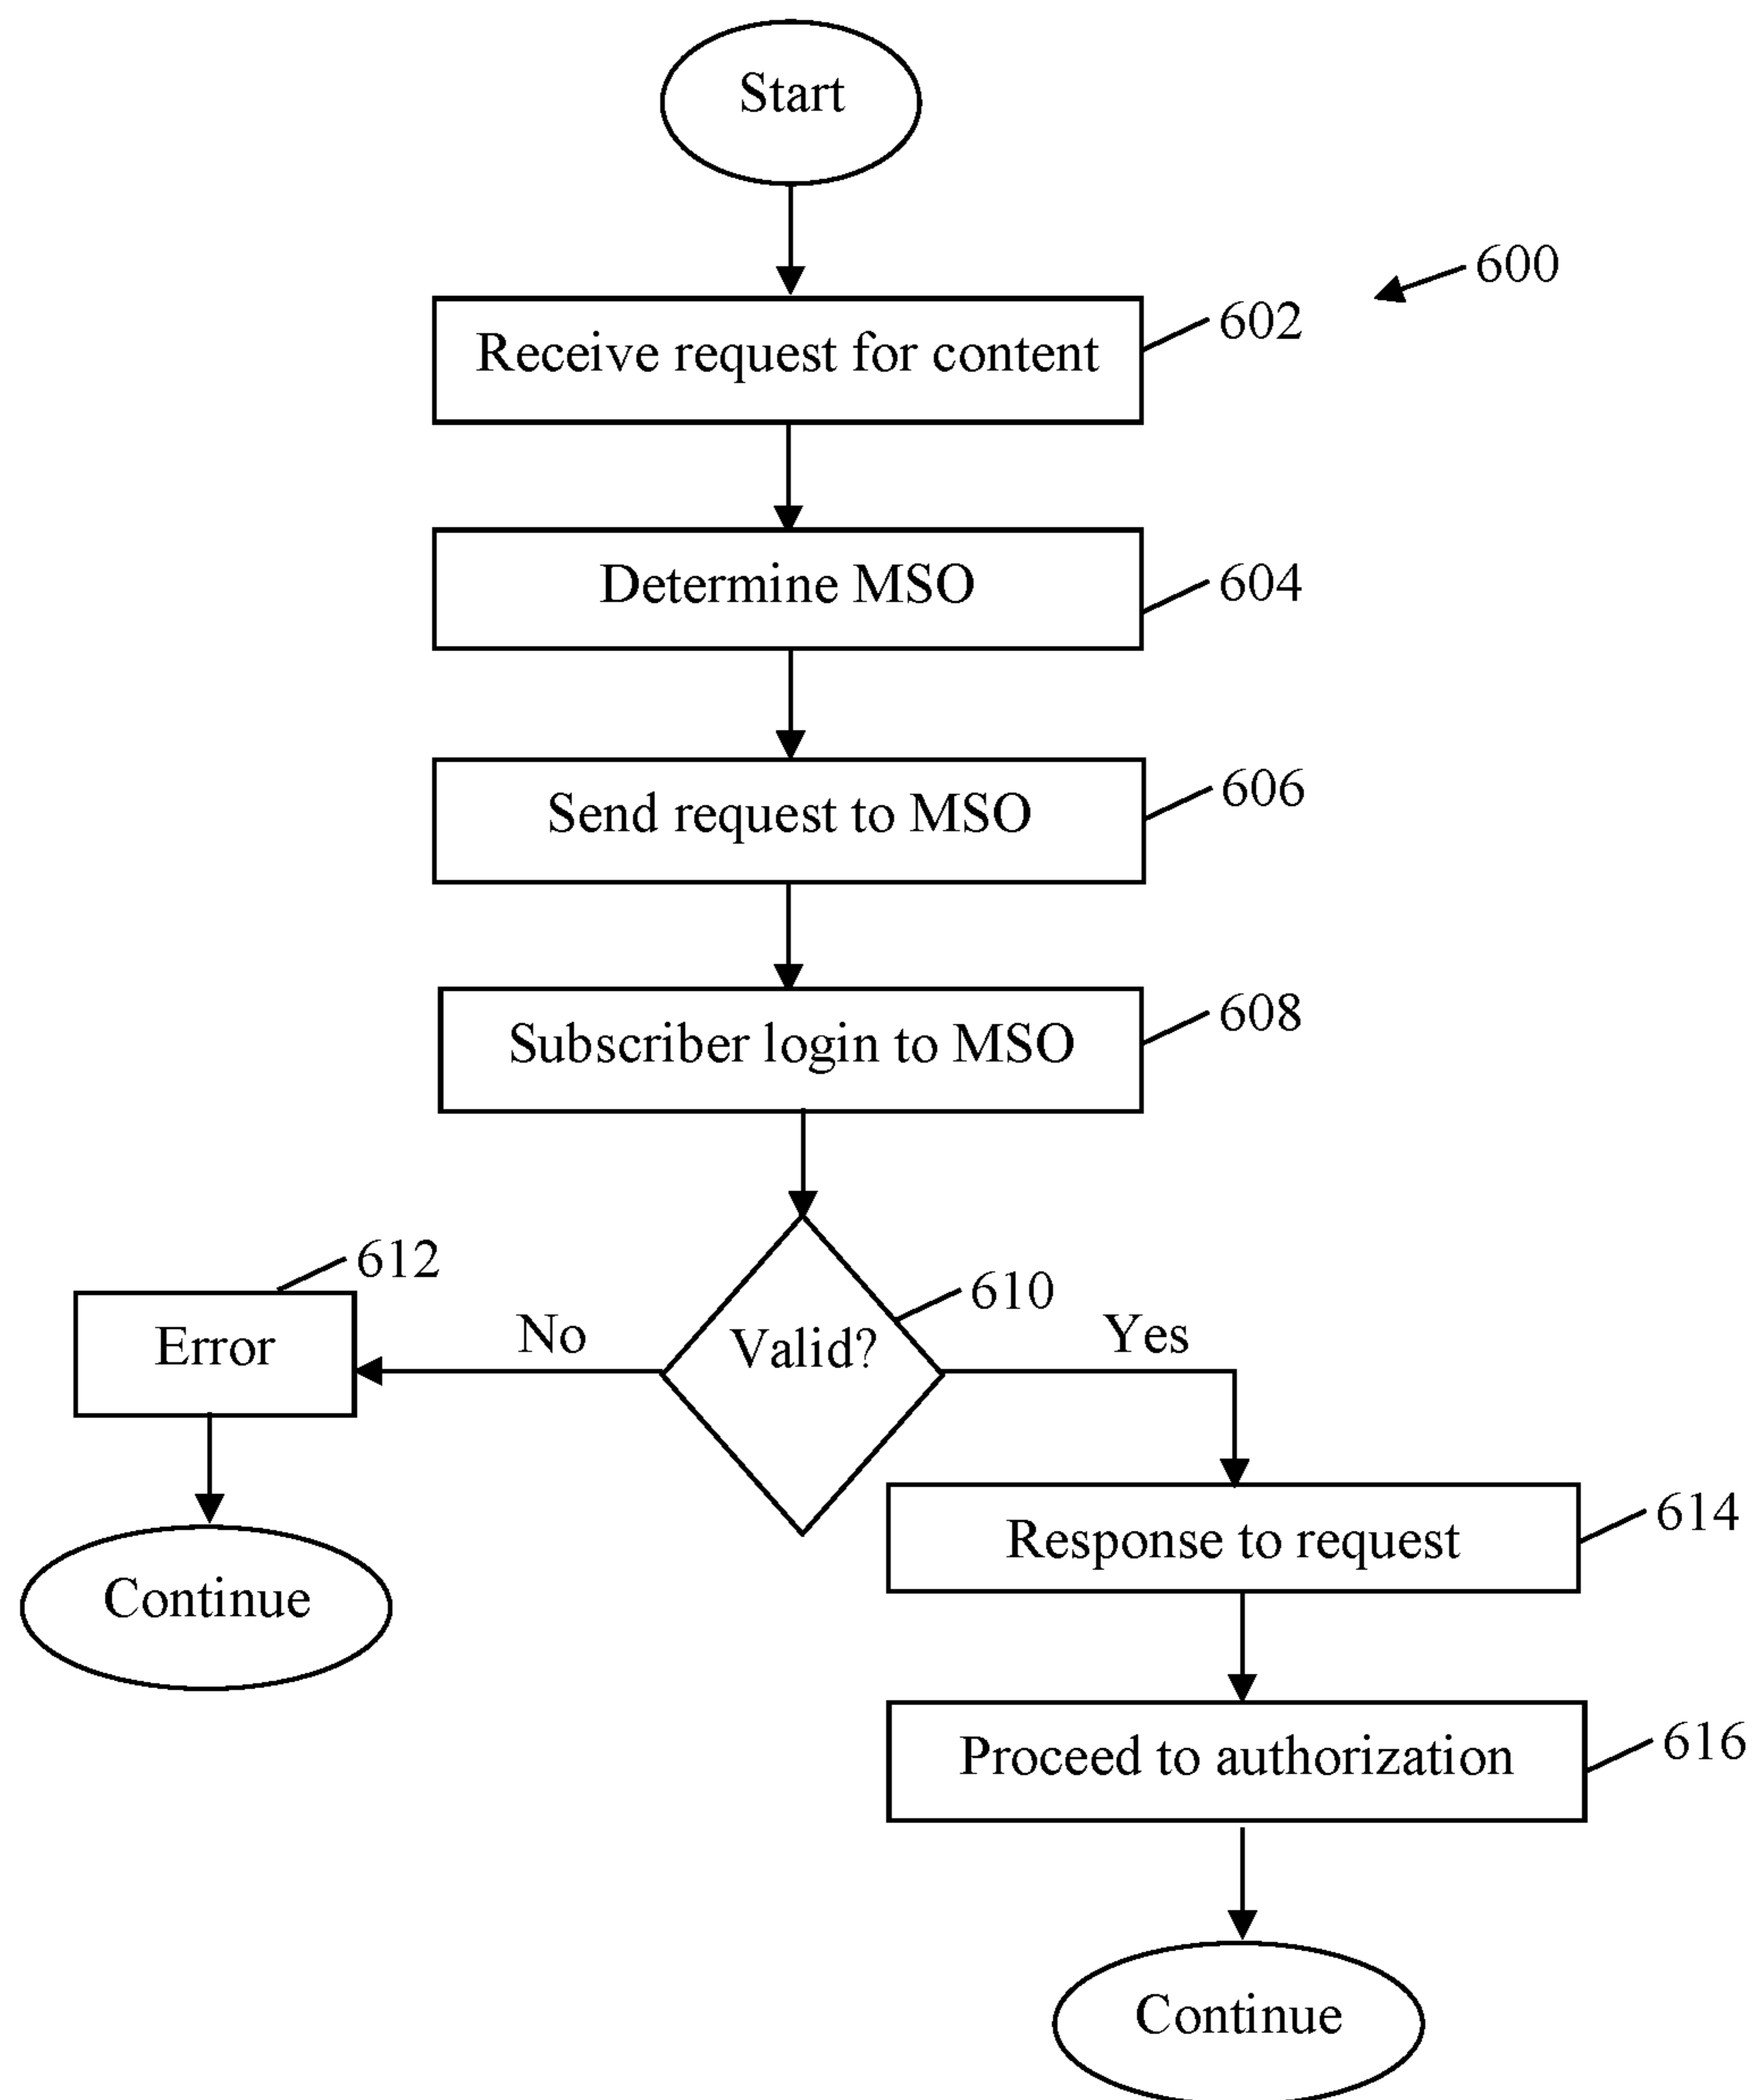 Start
600
602
Receive request for content
604
Determine MSO
606
Send request to MSO
608
Subscriber login to MSO
612
610
Error
No
Valid?
Yes
614
Response to request
Continue
616
Proceed to authorization
Continue